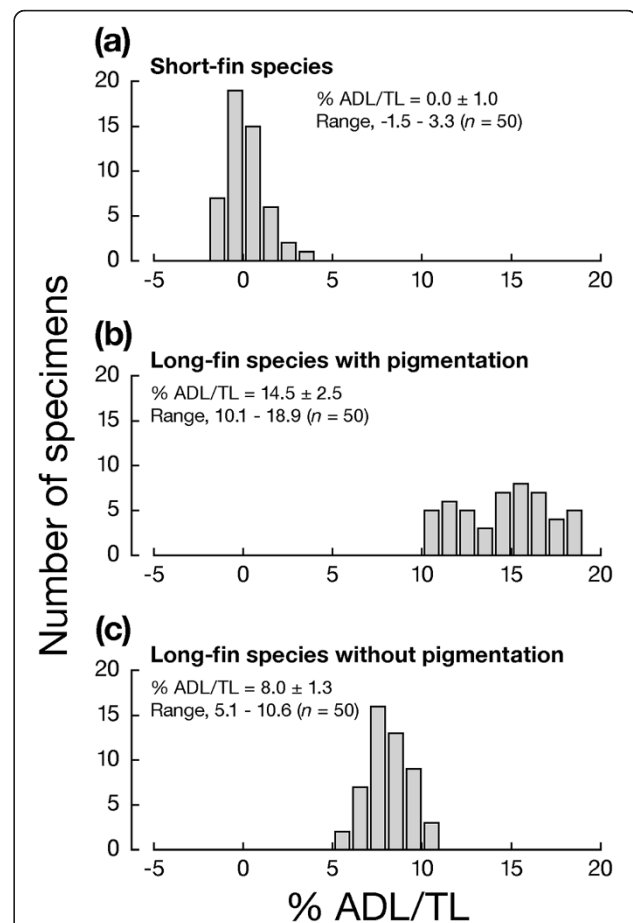 (a)
Short-fin species
% ADL/TL = 0.0 ± 1.0
Range, -1.5 - 3.3 (n = 50)
20
15
10
5
0
-5 0 5 10 15 20
(b)
Long-fin species with pigmentation
% ADL/TL = 14.5 ± 2.5
Range, 10.1 - 18.9 (n = 50)
20
15
10
5
0
-5 0 5 10 15 20
(c)
Long-fin species without pigmentation
% ADL/TL = 8.0 ± 1.3
Range, 5.1 - 10.6 (n = 50)
20
15
10
5
0
-5 0 5 10 15 20
Number of specimens
% ADL/TL